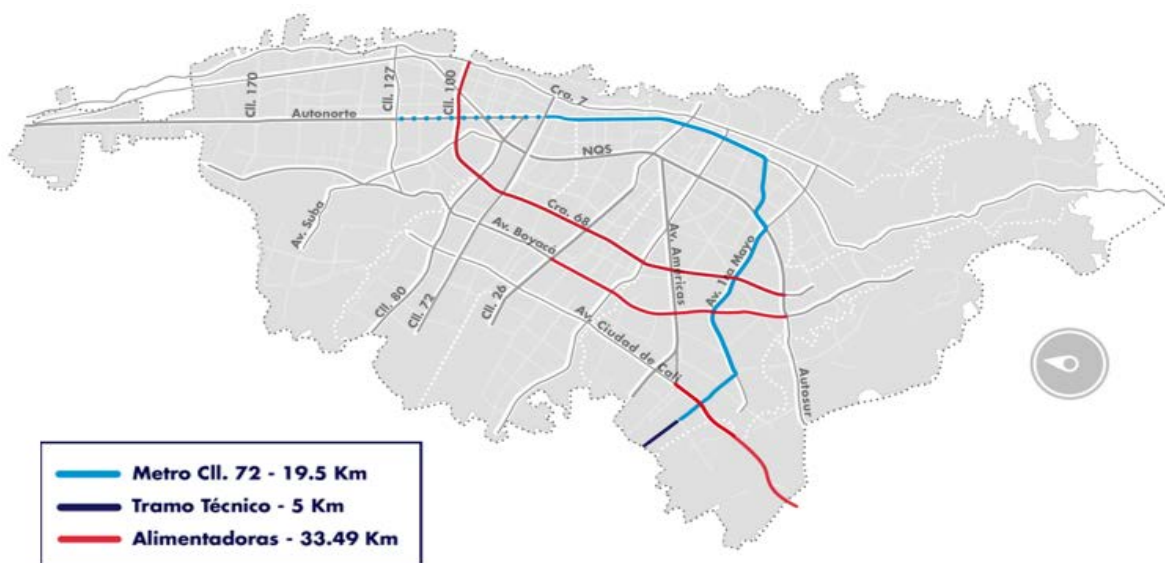 Cll. 170
Cll. 127
Cll. 100
Autonorte
Cra. 7
NQS
Av. Suba
Cra. 68
Av. Boyacá
Av. Americas
Av. 1ra Mayo
Cll. 80
Cll. 72
Cll. 26
Av. Ciudad de Cali
Autosur
Metro Cll. 72 - 19.5 Km
Tramo Técnico - 5 Km
Alimentadoras - 33.49 Km